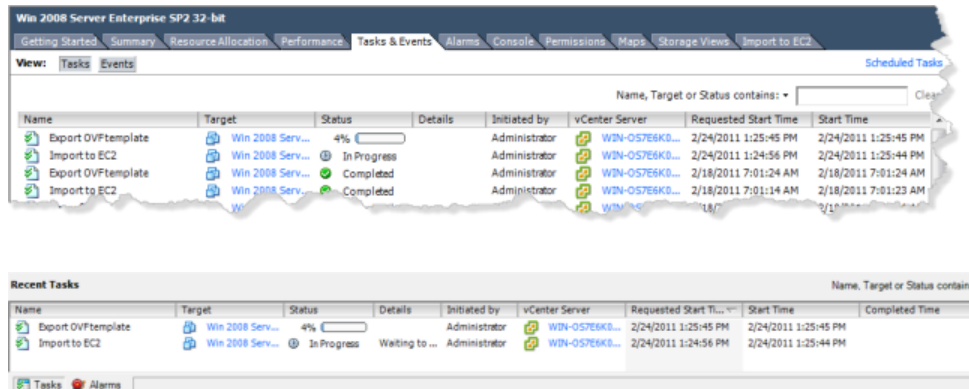 Win 2008 Server Enterprise SP2 32-bit
Getting Started Summary Resource Allocation Performance Tasks & Events Alarms Console Permissions Maps Storage Views Import to EC2
View: Tasks Events Scheduled Tasks
Name, Target or Status contains: Clear
Name Target Status Details Initiated by vCenter Server Requested Start Time Start Time
Export OVFtemplate Win 2008 Serv... 4% Administrator WIN-OS7E6K0... 2/24/2011 1:25:45 PM 2/24/2011 1:25:45 PM
Import to EC2 Win 2008 Serv... In Progress Administrator WIN-OS7E6K0... 2/24/2011 1:24:56 PM 2/24/2011 1:25:44 PM
Export OVFtemplate Win 2008 Serv... Completed Administrator WIN-OS7E6K0... 2/18/2011 7:01:24 AM 2/18/2011 7:01:24 AM
Import to EC2 Win 2008 Serv... Completed Administrator WIN-OS7E6K0... 2/18/2011 7:01:14 AM 2/18/2011 7:01:23 AM
Recent Tasks Name, Target or Status contain
Name Target Status Details Initiated by vCenter Server Requested Start Ti... Start Time Completed Time
Export OVFtemplate Win 2008 Serv... 4% Administrator WIN-OS7E6K0... 2/24/2011 1:25:45 PM 2/24/2011 1:25:45 PM
Import to EC2 Win 2008 Serv... In Progress Waiting to ... Administrator WIN-OS7E6K0... 2/24/2011 1:24:56 PM 2/24/2011 1:25:44 PM
Tasks Alarms